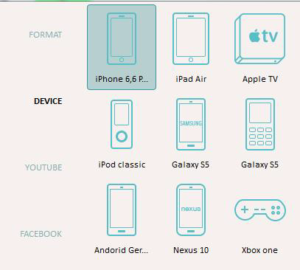 FORMAT
iPhone 6,6 P...
iPad Air
tv
Apple TV
DEVICE
SAMSUNG
iPod classic
Galaxy S5
Galaxy S5
YOUTUBE
nexus
FACEBOOK
Andorid Ger...
Nexus 10
Xbox one